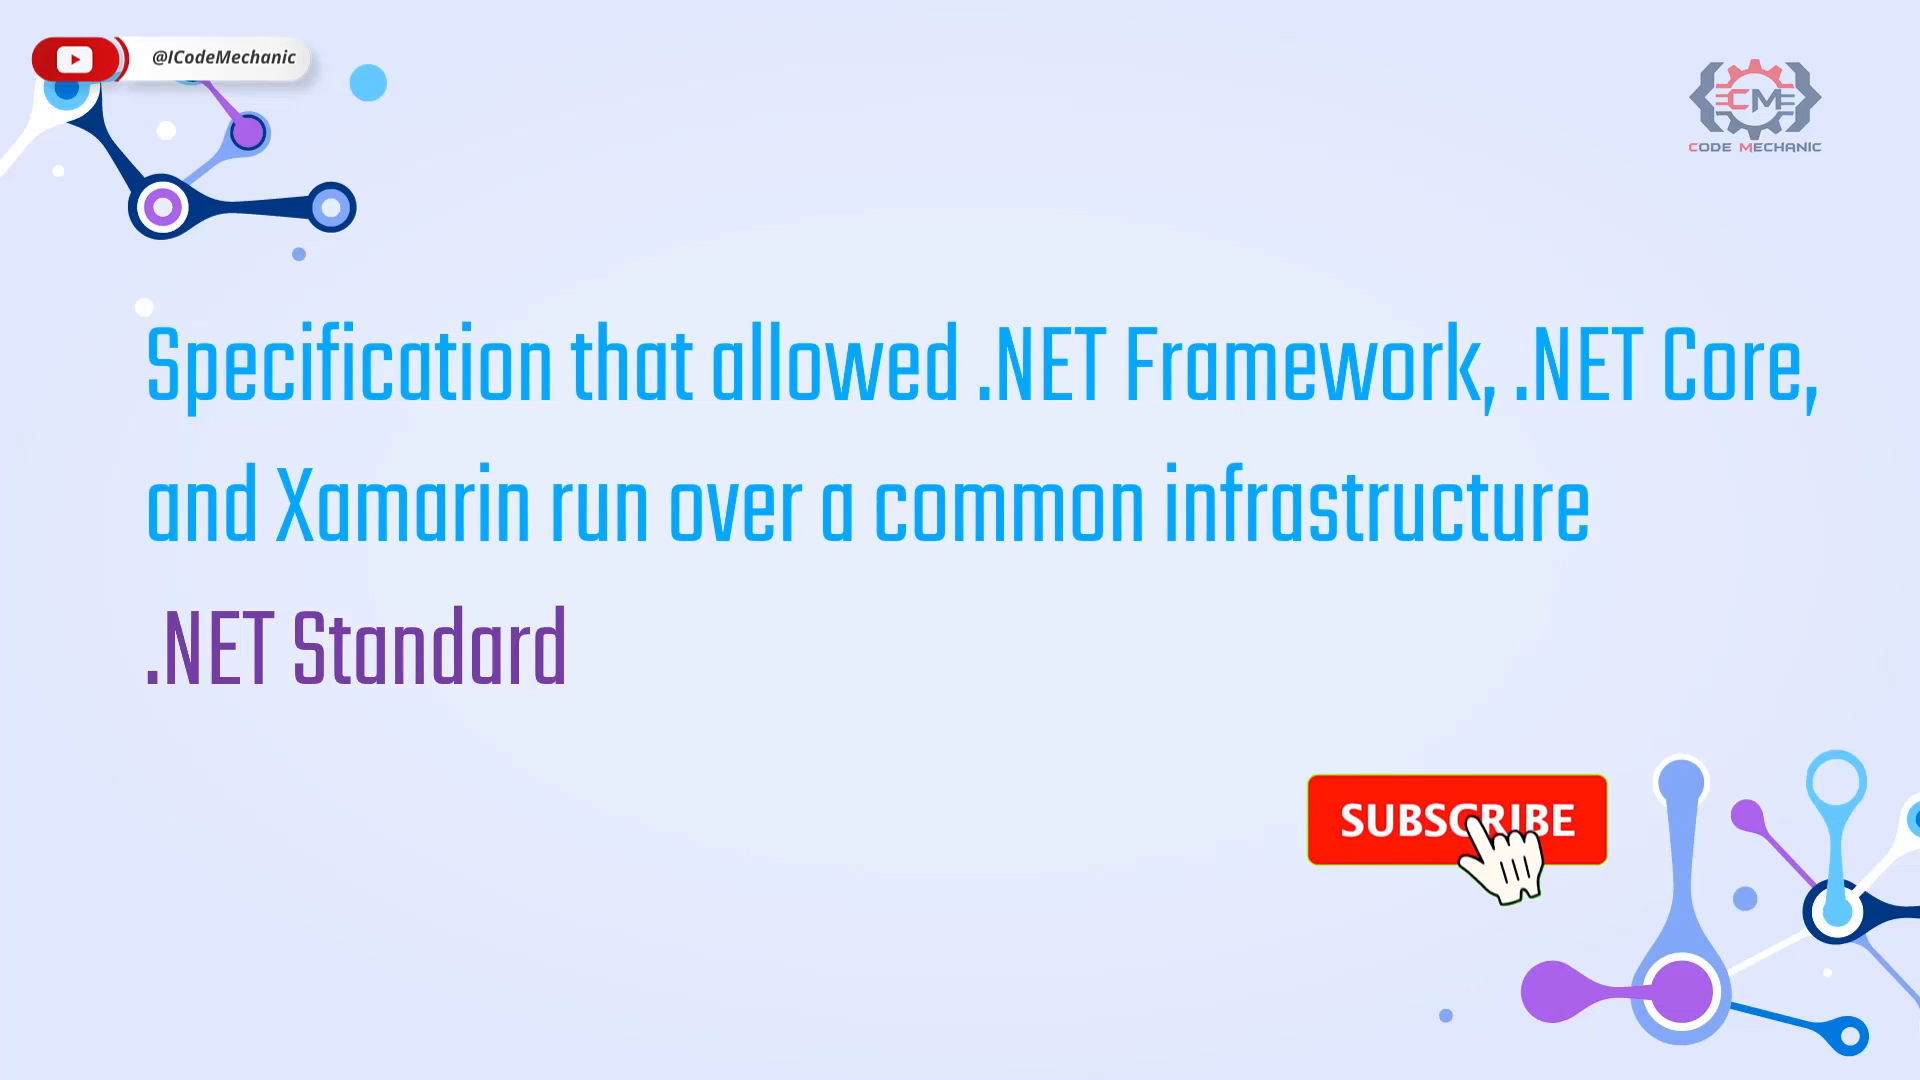 @ICodeMechanic
CME
CODE MECHANIC
Specification that allowed .NET Framework, .NET Core,
and Xamarin run over a common infrastructure
.NET Standard
SUBSCRIBE